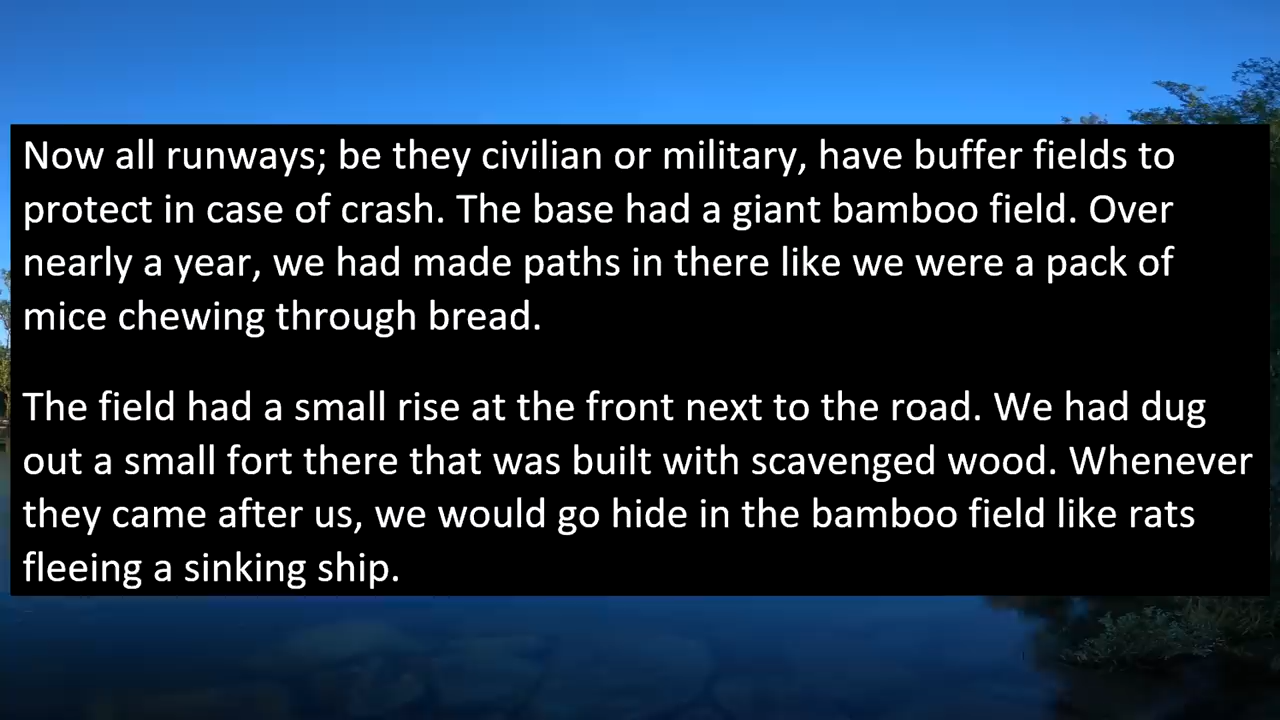 Now all runways; be they civilian or military, have buffer fields to
protect in case of crash. The base had a giant bamboo field. Over
nearly a year, we had made paths in there like we were a pack of
mice chewing through bread.
The field had a small rise at the front next to the road. We had dug
out a small fort there that was built with scavenged wood. Whenever
they came after us, we would go hide in the bamboo field like rats
fleeing a sinking ship.